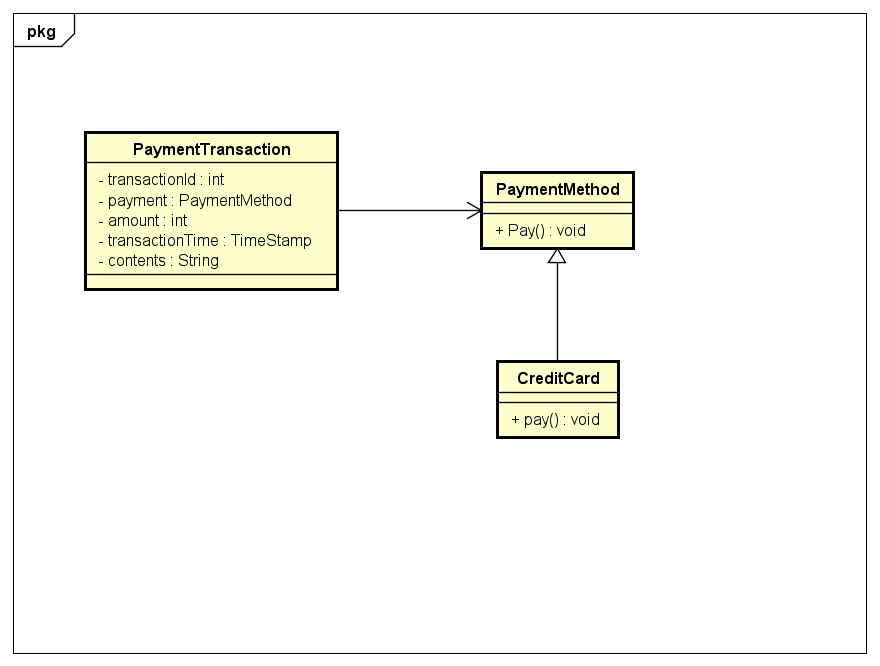 pkg
PaymentTransaction
- transactionId : int
- payment : PaymentMethod
- amount : int
- transactionTime : TimeStamp
- contents : String
PaymentMethod
+ Pay() : void
CreditCard
+ pay() : void